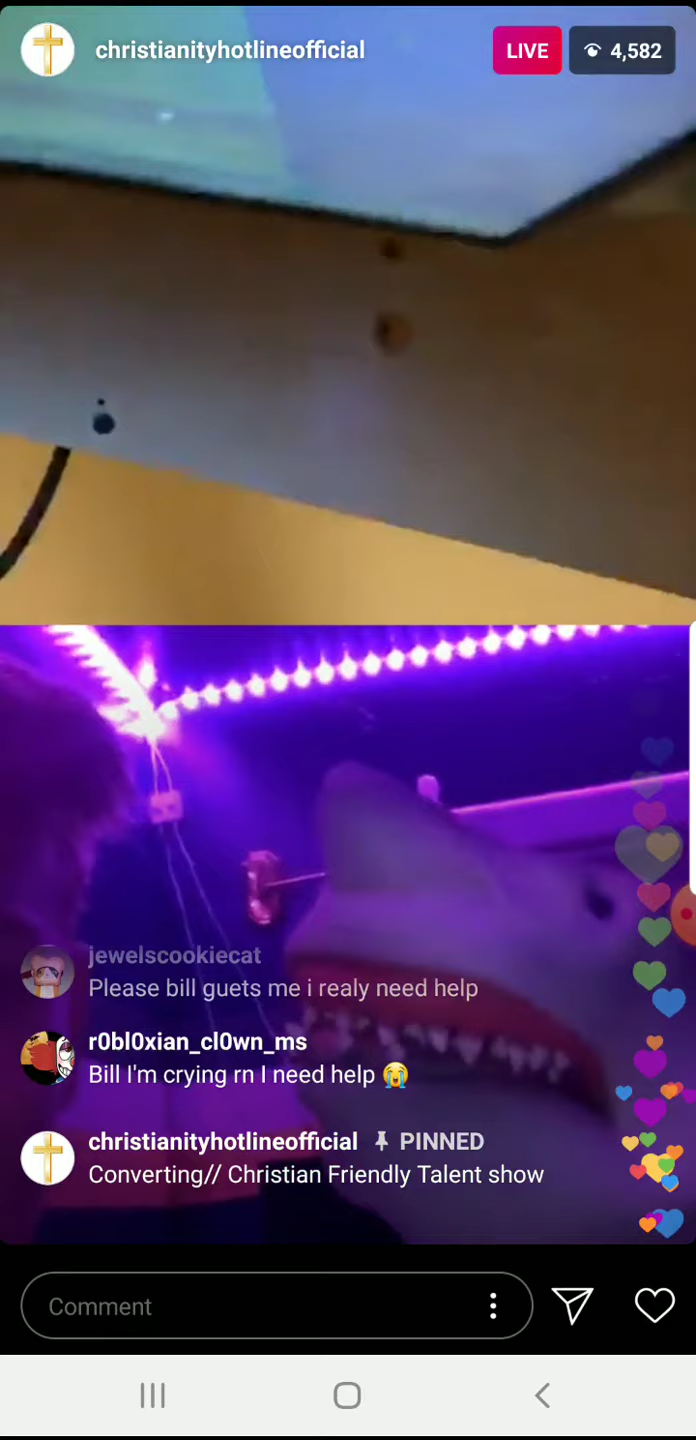 christianityhotlineofficial
LIVE
4,582
jewelscookiecat
Please bill guets me i realy need help
r0bl0xian_cl0wn_ms
Bill I'm crying rn I need help 😭
christianityhotlineofficial PINNED
Converting// Christian Friendly Talent show
Comment